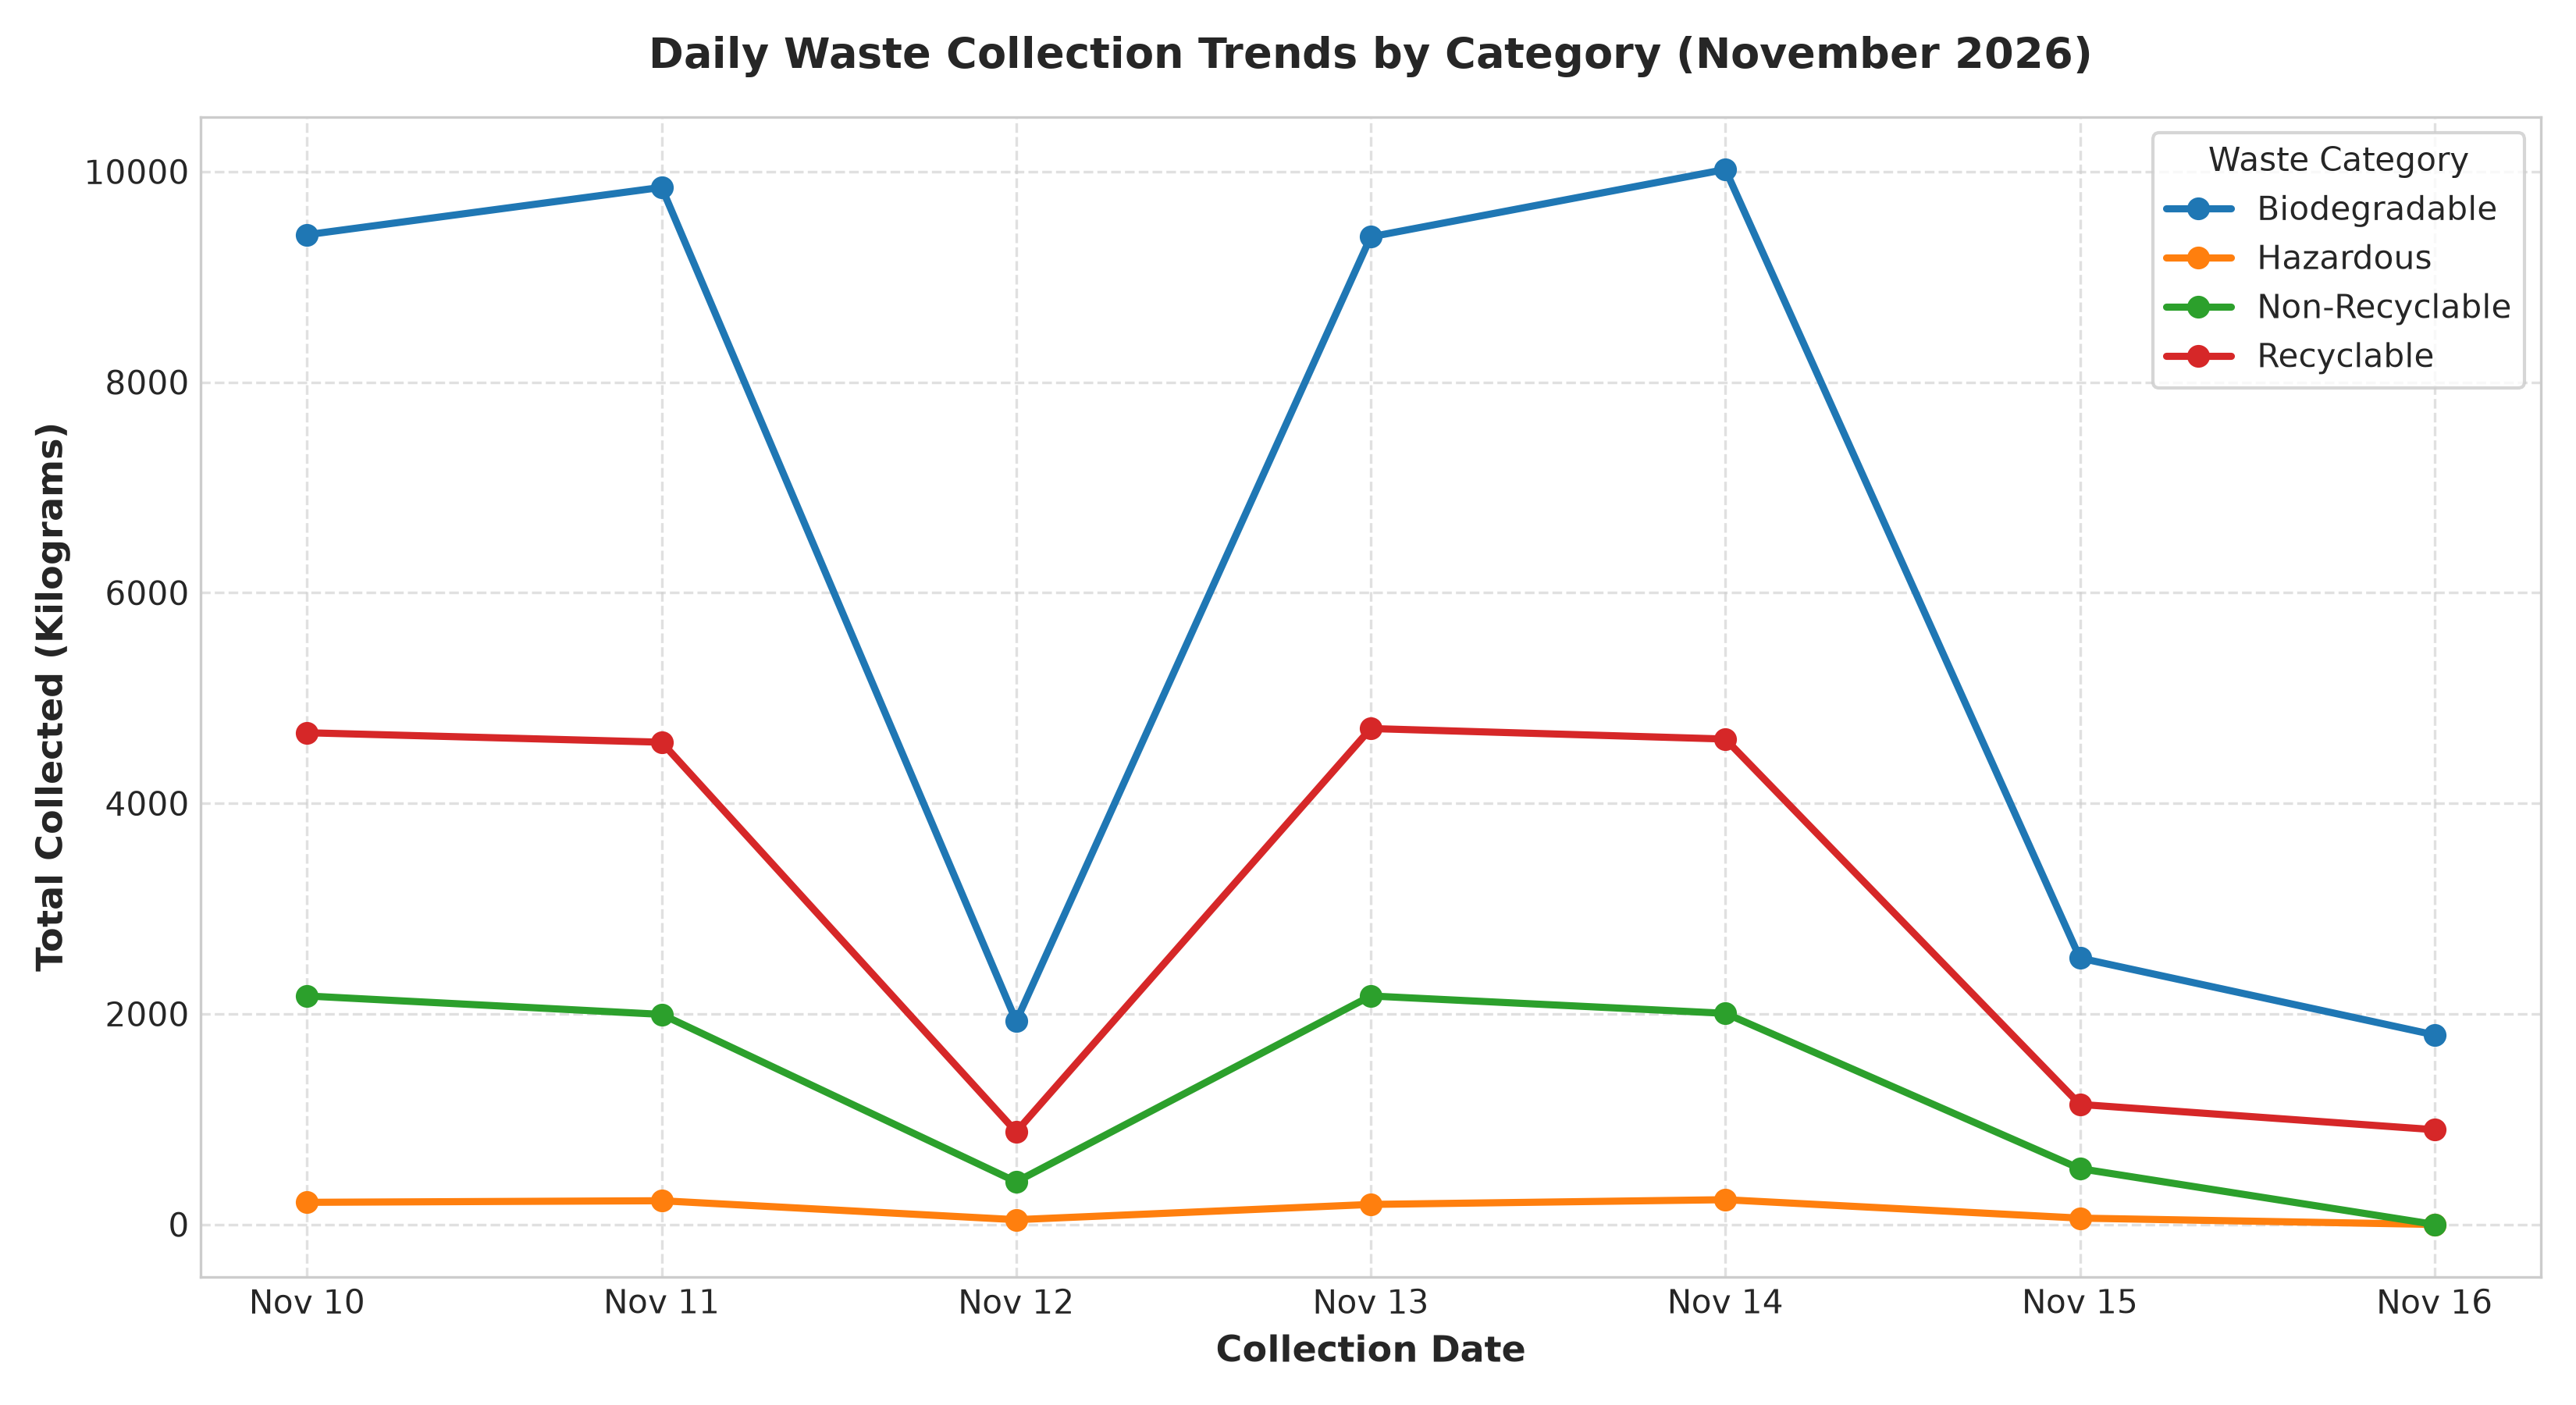 Daily Waste Collection Trends by Category (November 2026)
Waste Category
Biodegradable
Hazardous
Non-Recyclable
Recyclable
Total Collected (Kilograms)
10000
8000
6000
4000
2000
0
Nov 10 Nov 11 Nov 12 Nov 13 Nov 14 Nov 15 Nov 16
Collection Date